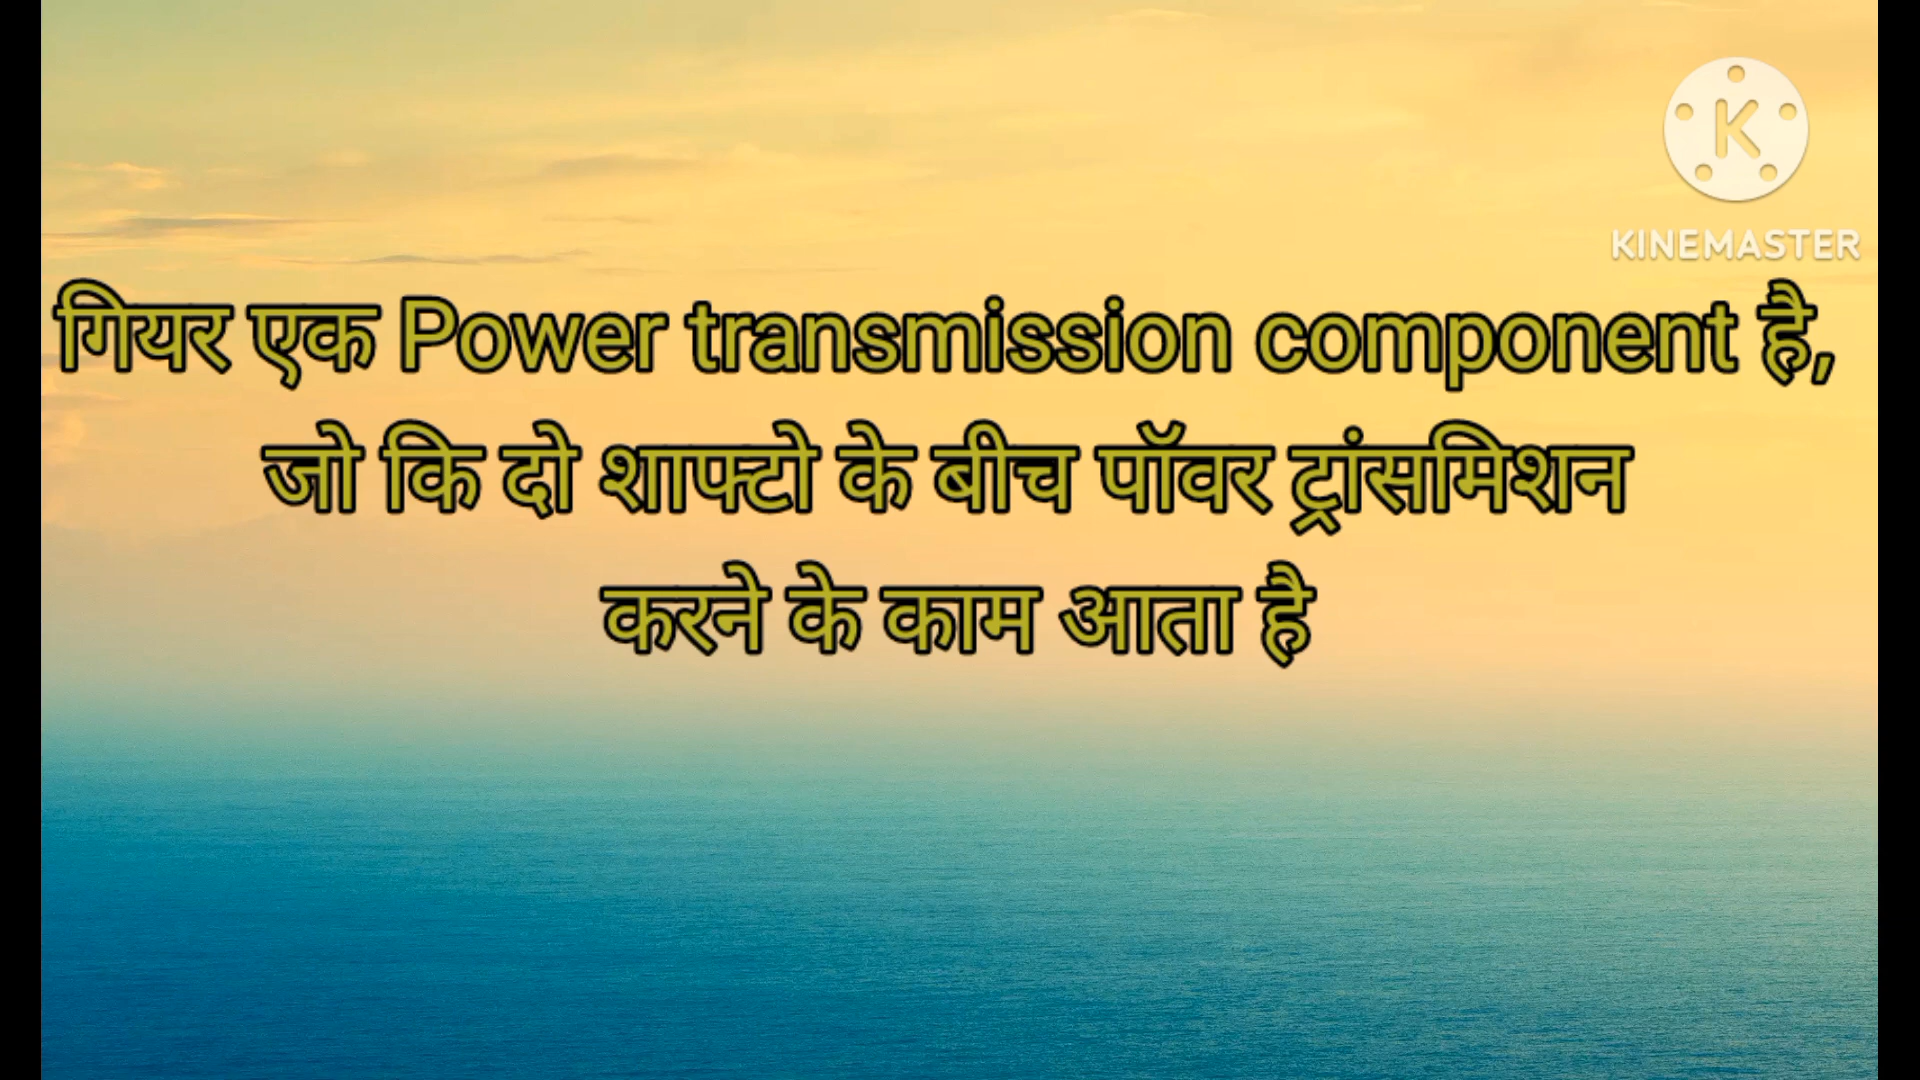 K
KINEMASTER
गियर एक Power transmission component है,
जो कि दो शाफ्टो के बीच पॉवर ट्रांसमिशन
करने के काम आता है